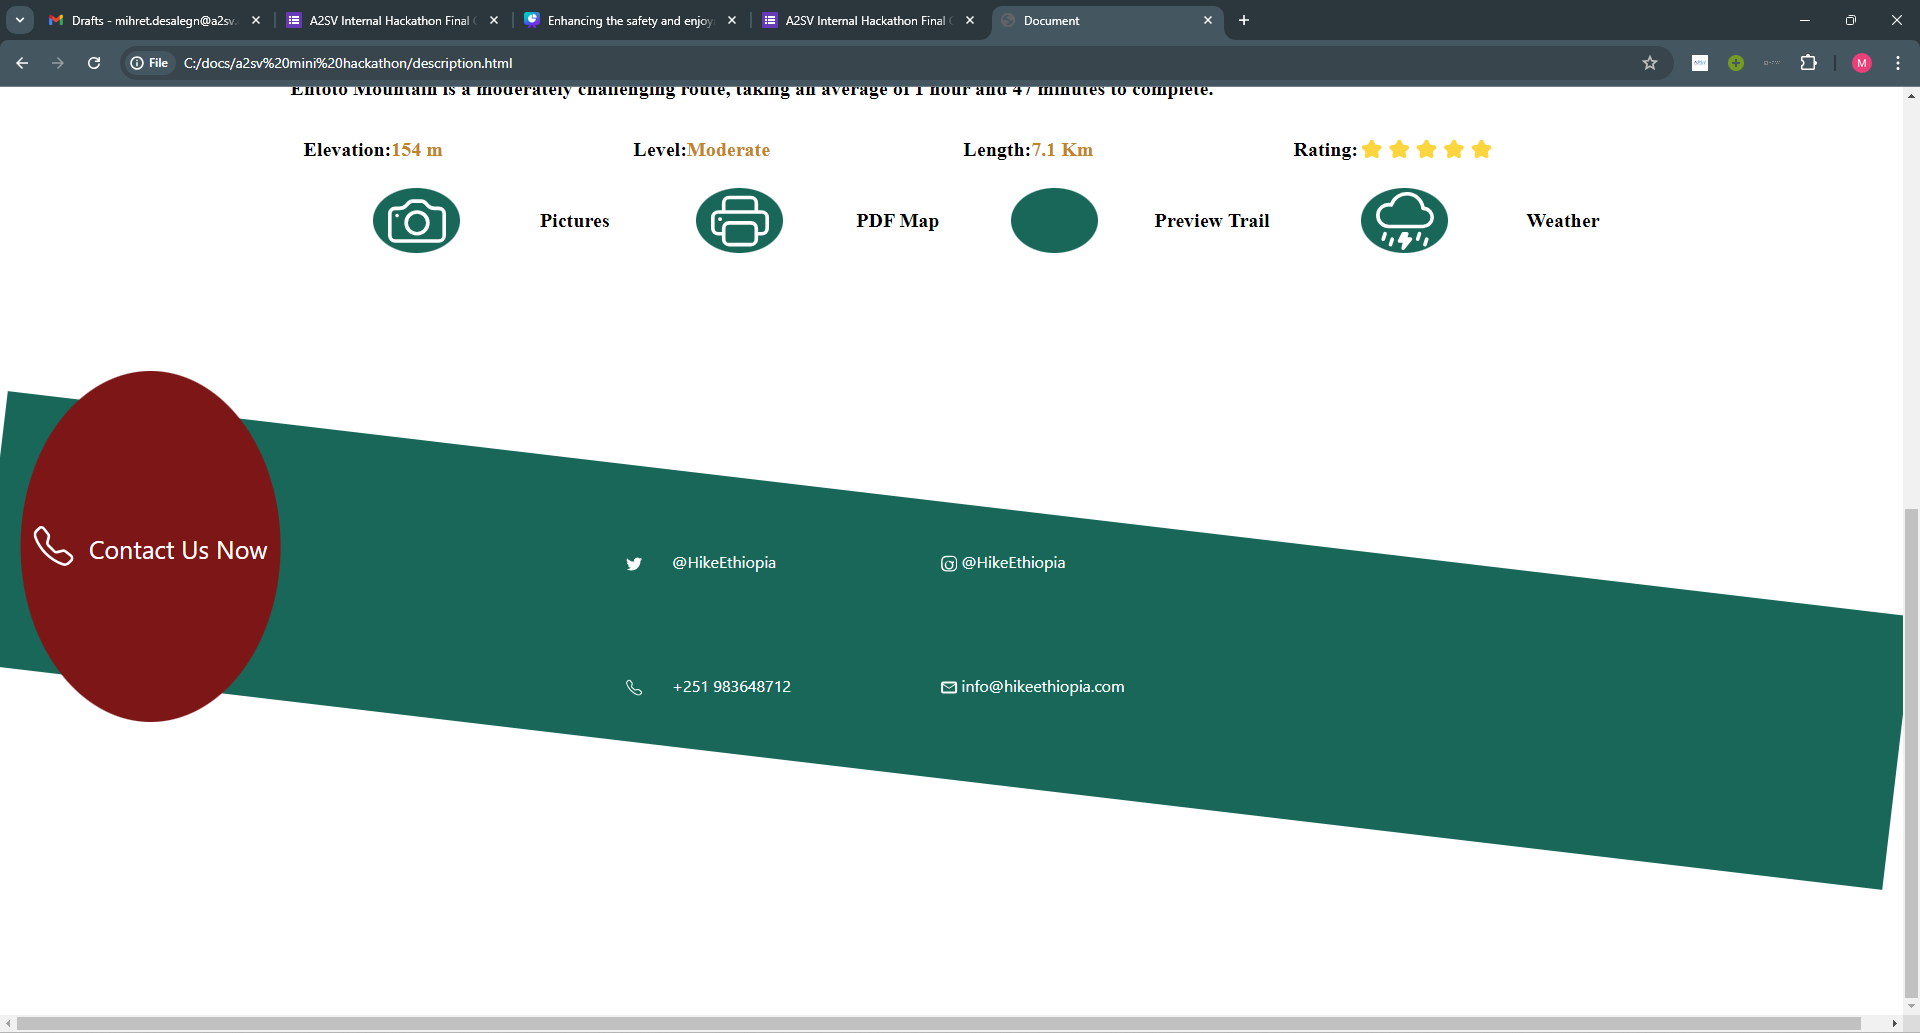 Drafts - mihret.desalegn@a2sv.
A2SV Internal Hackathon Final
Enhancing the safety and enjoy
A2SV Internal Hackathon Final
Document
File
C:/docs/a2sv%20mini%20hackathon/description.html
M
Entoto Mountain is a moderately challenging route, taking an average of 1 hour and 47 minutes to complete.
Elevation:154 m Level:Moderate Length:7.1 Km Rating:
Pictures PDF Map Preview Trail Weather
Contact Us Now
@HikeEthiopia @HikeEthiopia
+251 983648712 info@hikeethiopia.com